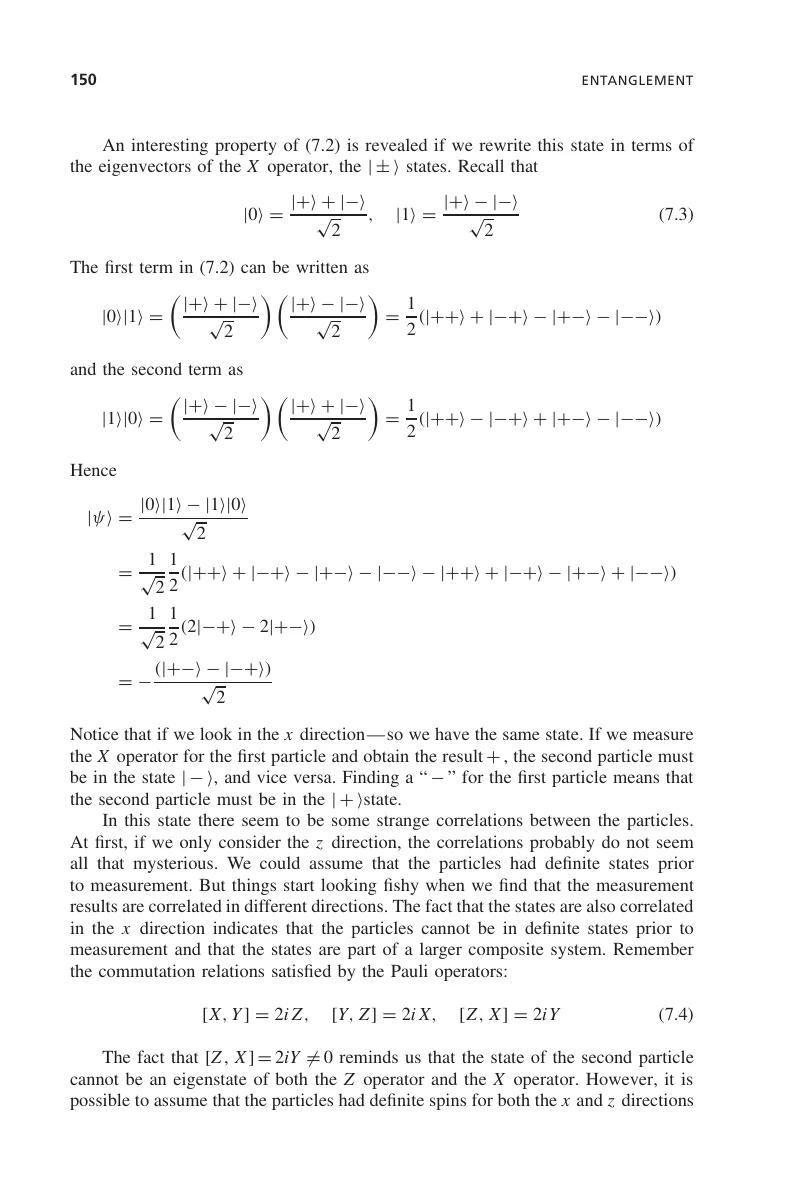 150 ENTANGLEMENT
An interesting property of (7.2) is revealed if we rewrite this state in terms of
the eigenvectors of the X operator, the | ± ⟩ states. Recall that
|0⟩ = (|+⟩ + |−⟩)/√2, |1⟩ = (|+⟩ − |−⟩)/√2 (7.3)
The first term in (7.2) can be written as
|0⟩|1⟩ = ((|+⟩ + |−⟩)/√2) ((|+⟩ − |−⟩)/√2) = 1/2 (|++⟩ + |−+⟩ − |+−⟩ − |−−⟩)
and the second term as
|1⟩|0⟩ = ((|+⟩ − |−⟩)/√2) ((|+⟩ + |−⟩)/√2) = 1/2 (|++⟩ − |−+⟩ + |+−⟩ − |−−⟩)
Hence
|ψ⟩ = (|0⟩|1⟩ − |1⟩|0⟩)/√2
= 1/√2 1/2 (|++⟩ + |−+⟩ − |+−⟩ − |−−⟩ − |++⟩ + |−+⟩ − |+−⟩ + |−−⟩)
= 1/√2 1/2 (2|−+⟩ − 2|+−⟩)
= − (|+−⟩ − |−+⟩)/√2
Notice that if we look in the x direction—so we have the same state. If we measure
the X operator for the first particle and obtain the result +, the second particle must
be in the state | − ⟩, and vice versa. Finding a “ − ” for the first particle means that
the second particle must be in the | + ⟩state.
In this state there seem to be some strange correlations between the particles.
At first, if we only consider the z direction, the correlations probably do not seem
all that mysterious. We could assume that the particles had definite states prior
to measurement. But things start looking fishy when we find that the measurement
results are correlated in different directions. The fact that the states are also correlated
in the x direction indicates that the particles cannot be in definite states prior to
measurement and that the states are part of a larger composite system. Remember
the commutation relations satisfied by the Pauli operators:
[X, Y] = 2iZ, [Y, Z] = 2iX, [Z, X] = 2iY (7.4)
The fact that [Z, X] = 2iY ≠ 0 reminds us that the state of the second particle
cannot be an eigenstate of both the Z operator and the X operator. However, it is
possible to assume that the particles had definite spins for both the x and z directions